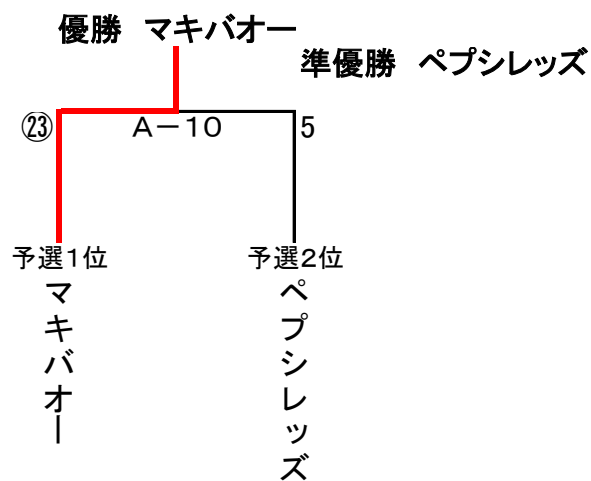 優勝　マキバオー
準優勝　ペプシレッズ
㉓
A－10
5
予選1位
予選2位
マキバオー
ペプシレッズ